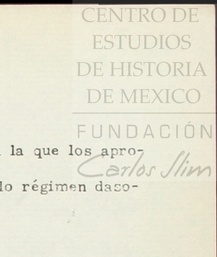 CENTRO DE
ESTUDIOS
DE HISTORIA
DE MEXICO
FUNDACIÓN
Carlos Slim
la que los apro-
lo régimen daso-